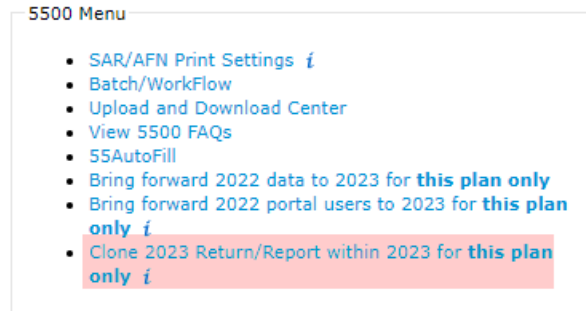 5500 Menu
SAR/AFN Print Settings i
Batch/WorkFlow
Upload and Download Center
View 5500 FAQs
55AutoFill
Bring forward 2022 data to 2023 for this plan only
Bring forward 2022 portal users to 2023 for this plan
only i
Clone 2023 Return/Report within 2023 for this plan
only i